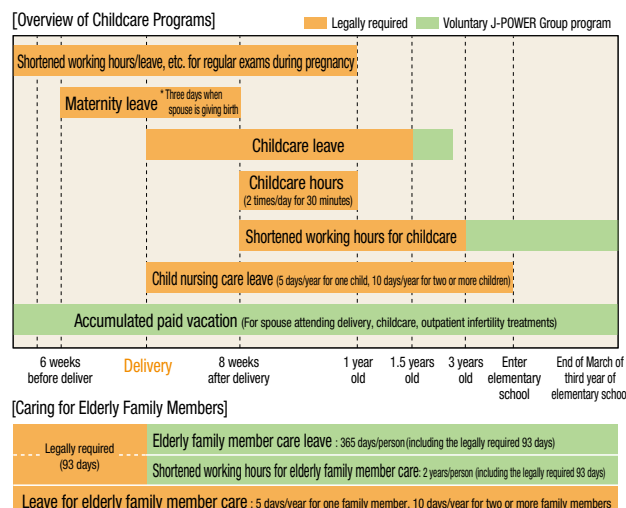 [Overview of Childcare Programs]
Legally required
Voluntary J-POWER Group program
Shortened working hours/leave, etc. for regular exams during pregnancy
Maternity leave * Three days when
spouse is giving birth
Childcare leave
Childcare hours
(2 times/day for 30 minutes)
Shortened working hours for childcare
Child nursing care leave (5 days/year for one child, 10 days/year for two or more children)
Accumulated paid vacation (For spouse attending delivery, childcare, outpatient infertility treatments)
6 weeks
before deliver
Delivery
8 weeks
after delivery
1 year
old
1.5 years
old
3 years
old
Enter
elementary
school
End of March of
third year of
elementary schoo
[Caring for Elderly Family Members]
Legally required
(93 days)
Elderly family member care leave : 365 days/person (including the legally required 93 days)
Shortened working hours for elderly family member care: 2 years/person (including the legally required 93 days)
Leave for elderly family member care : 5 days/year for one family member, 10 days/year for two or more family members